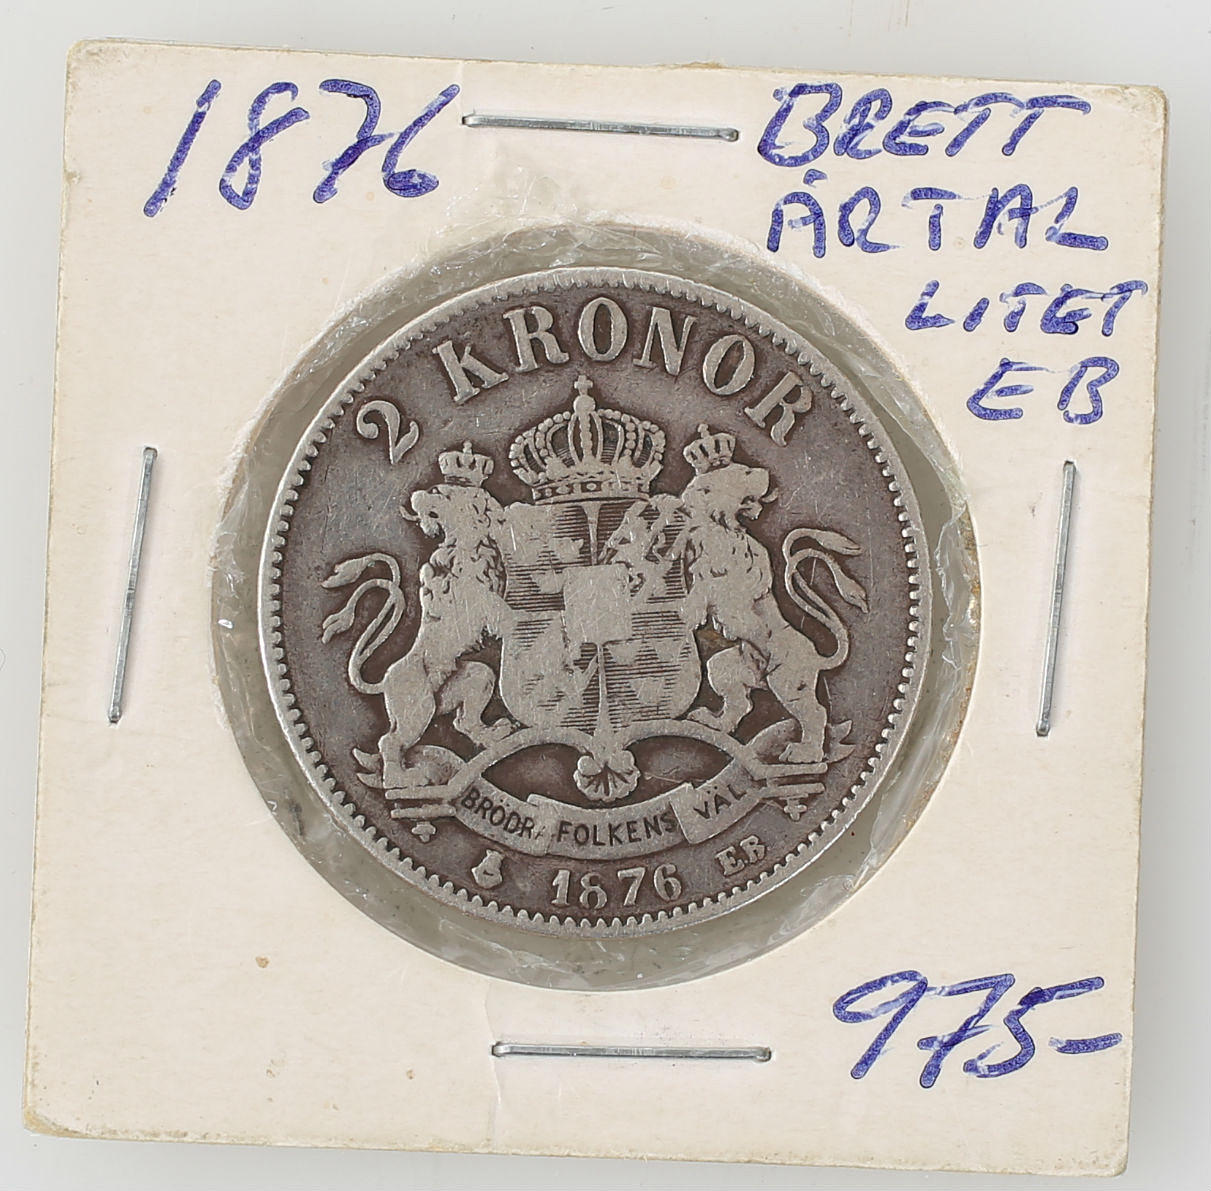 1876
BRETT
ÅRTAL
LITET
EB
2 KRONOR
BRÖDRA FOLKENS VÄL
1876 EB
975-